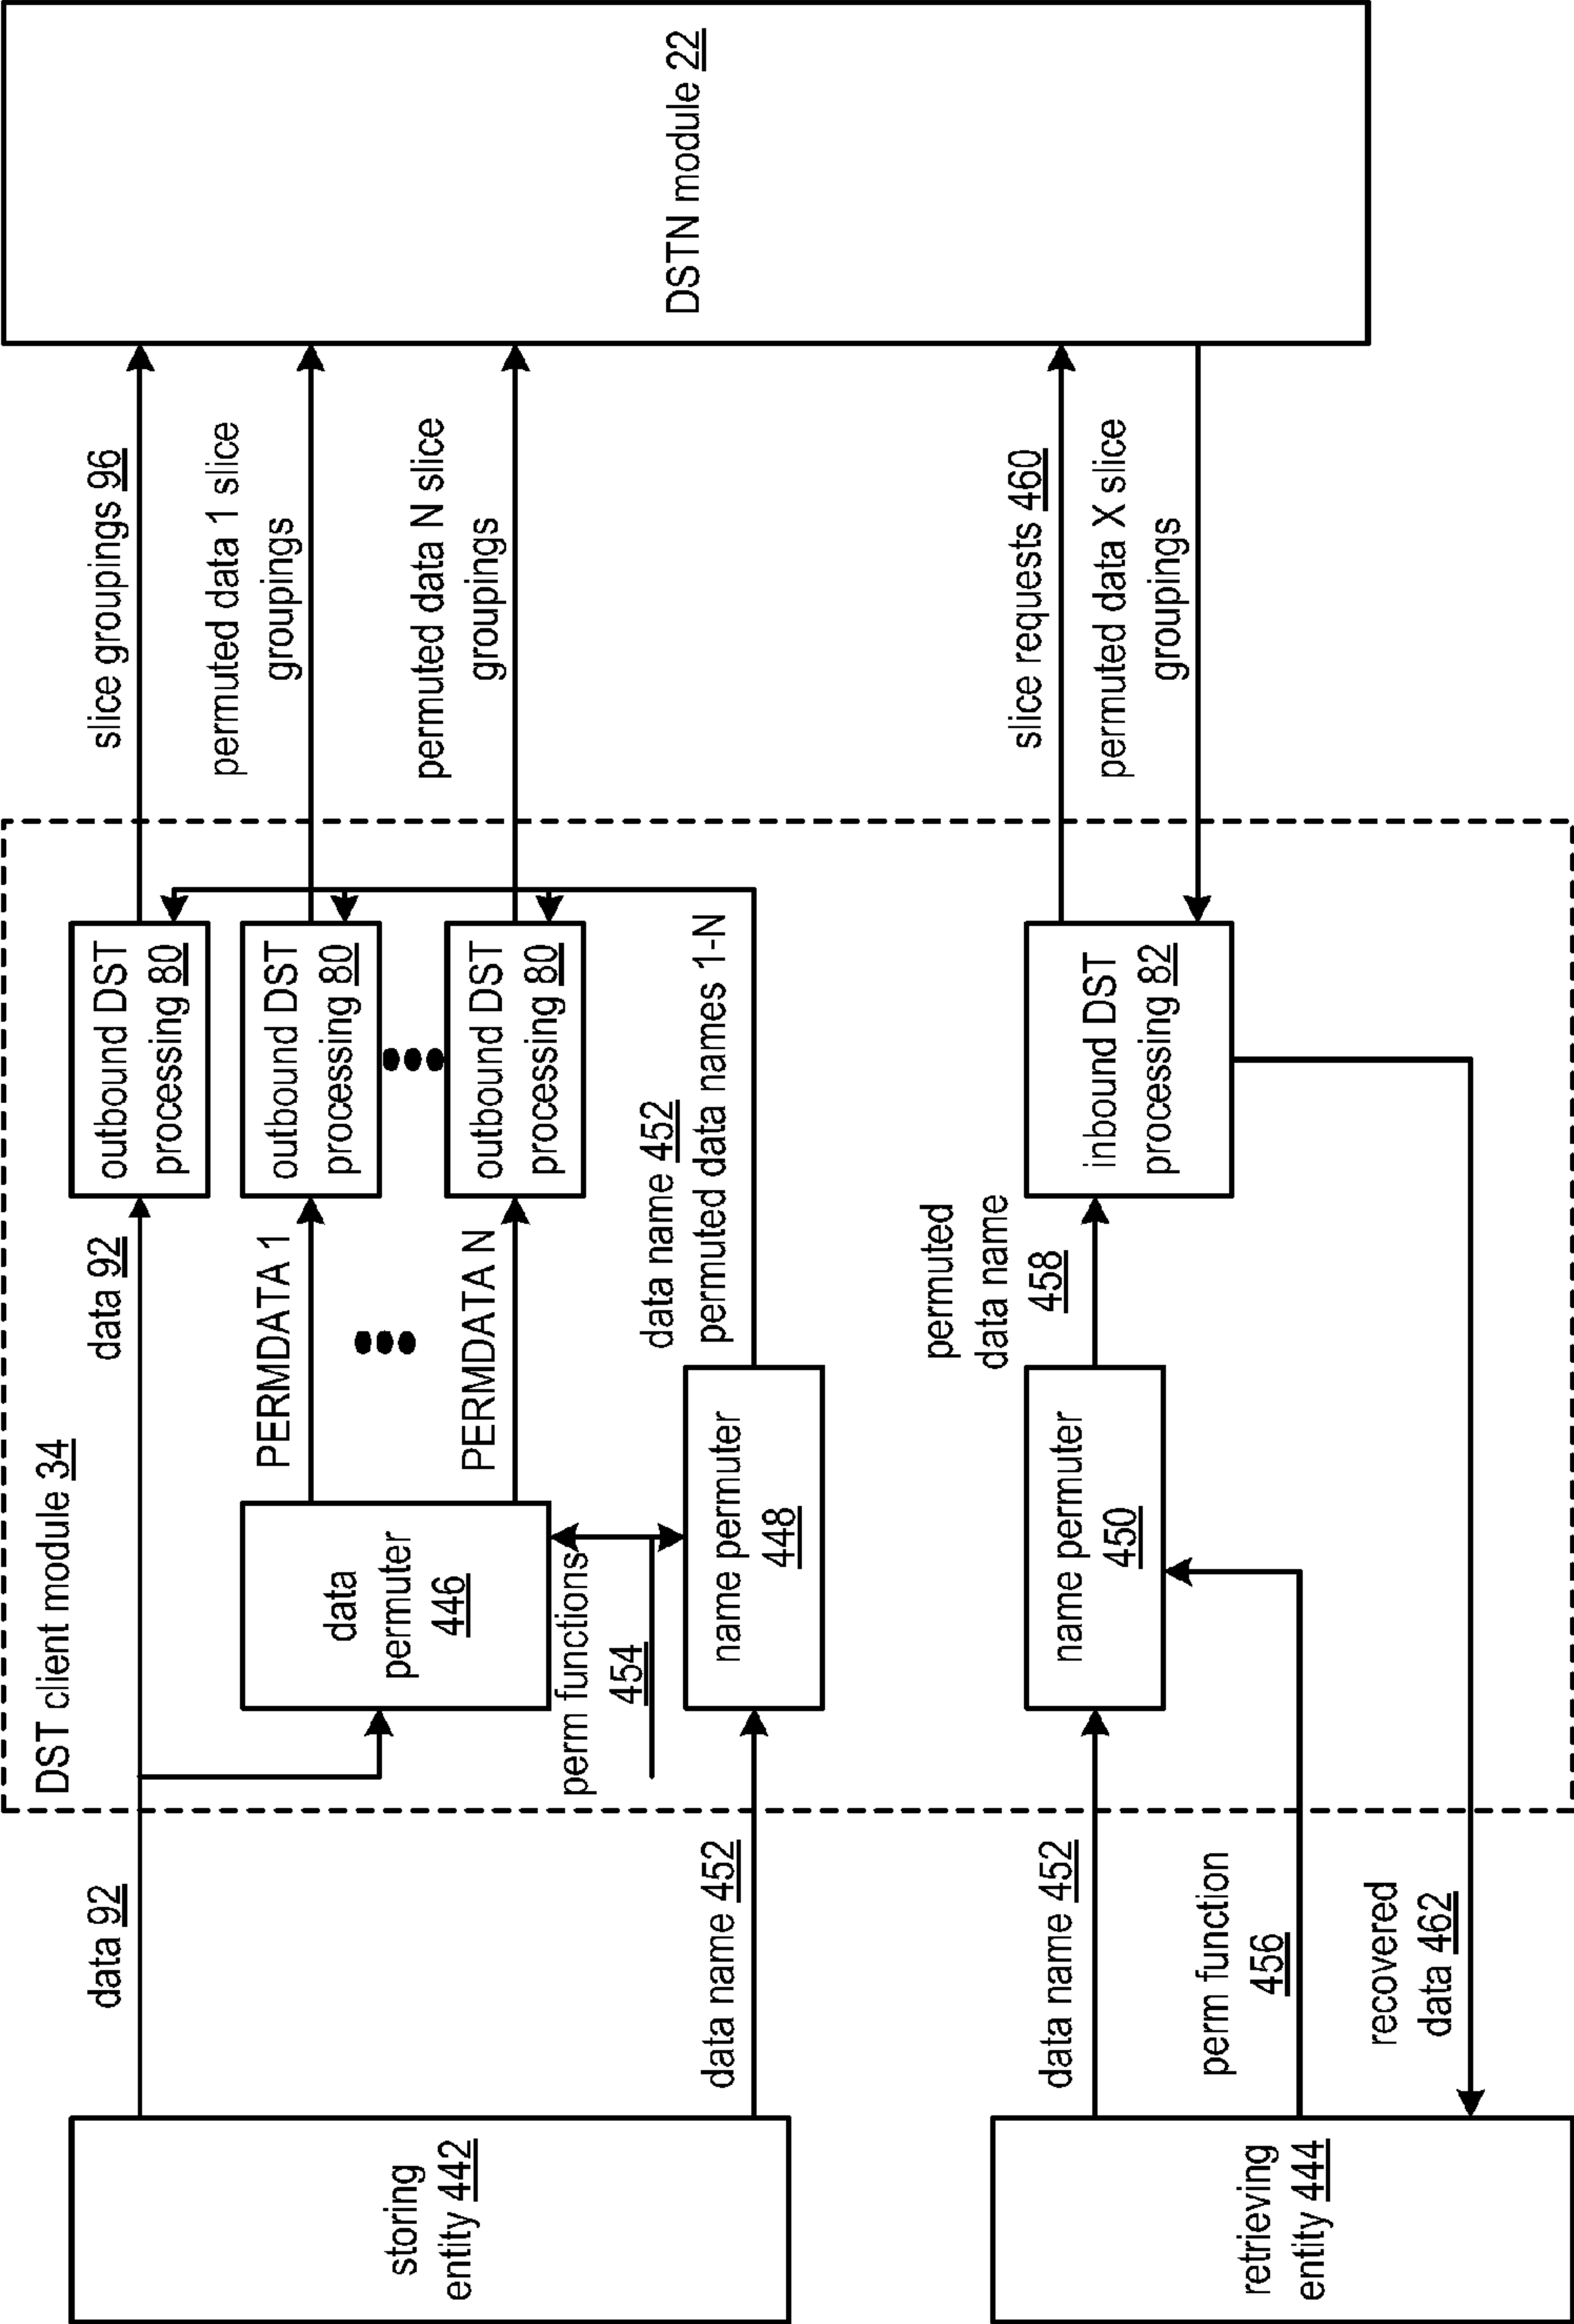 storing
entity 442
data 92
data name 452
DST client module 34
data 92
data
permuter
446
PERMDATA 1
PERMDATA N
perm functions
454
name permuter
448
data name 452
permuted data names 1-N
outbound DST
processing 80
outbound DST
processing 80
outbound DST
processing 80
slice groupings 96
permuted data 1 slice
groupings
permuted data N slice
groupings
DSTN module 22
retrieving
entity 444
data name 452
perm function
456
recovered
data 462
name permuter
450
permuted
data name
458
inbound DST
processing 82
slice requests 460
permuted data X slice
groupings